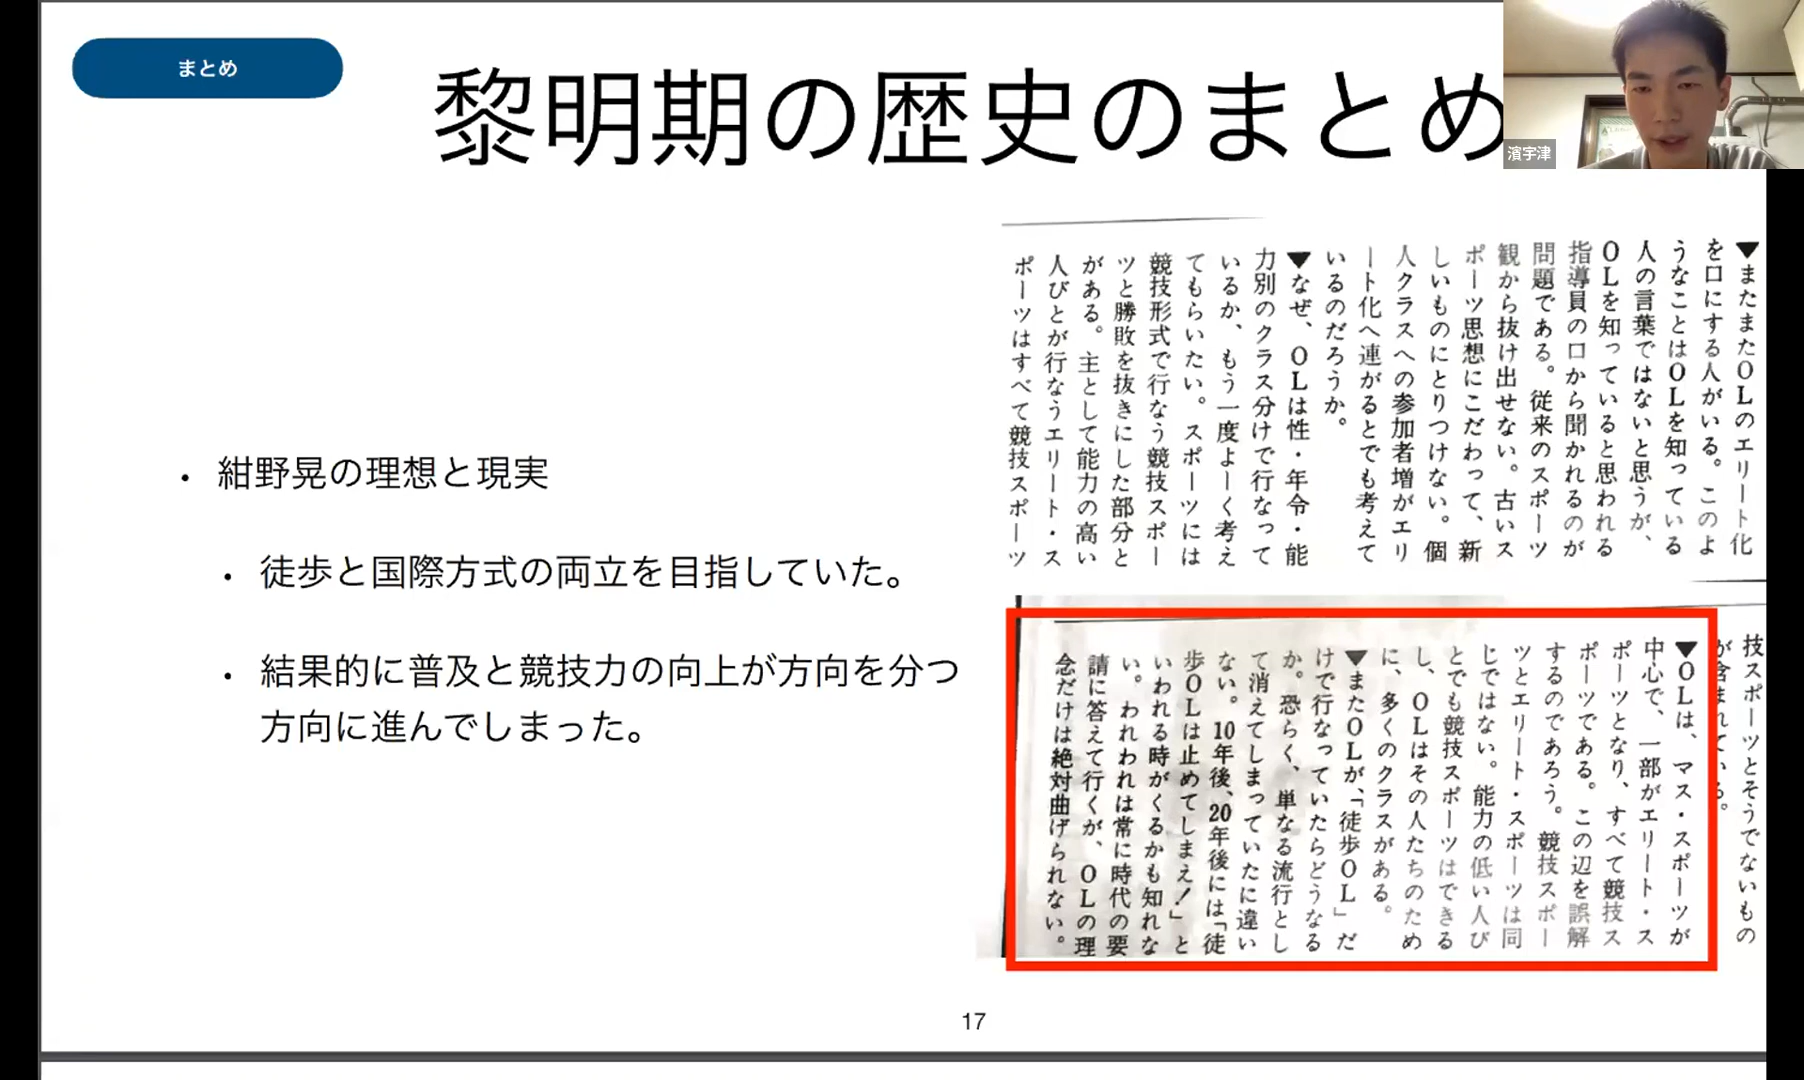 まとめ
黎明期の歴史のまとめ
濱宇津
・紺野晃の理想と現実
・徒歩と国際方式の両立を目指していた。
・結果的に普及と競技力の向上が方向を分つ
方向に進んでしまった。
▼またまたOLのエリート化
を口にする人がいる。このよ
うなことはOLを知っている
人の言葉ではないと思うが、
OLを知っていると思われる
指導員の口から聞かれるのが
問題である。従来のスポーツ
観から抜け出せない。古いス
ポーツ思想にこだわって、新
しいものにとりつけない。個
人クラスへの参加者増がエリ
ート化へ連がるとでも考えて
いるのだろうか。
▼なぜ、OLは性・年令・能
力別のクラス分けで行なって
いるか、もう一度よーく考え
てもらいたい。スポーツには
競技形式で行なう競技スポー
ツと勝敗を抜きにした部分と
がある。主として能力の高い
人びとが行なうエリート・ス
ポーツはすべて競技スポーツ
技スポーツとそうでないもの
が含まれている。
▼OLは、マス・スポーツが
中心で、一部がエリート・ス
ポーツとなり、すべて競技ス
ポーツである。この辺を誤解
するのであろう。競技スポー
ツとエリート・スポーツは同
じではない。能力の低い人び
とでも競技スポーツはできる
し、OLはその人たちのため
に、多くのクラスがある。
▼またOLが、「徒歩OL」だ
けで行なっていたらどうなる
か。恐らく、単なる流行とし
て消えてしまっていたに違い
ない。10年後、20年後には「徒
歩OLは止めてしまえ！」と
いわれる時がくるかも知れな
い。われわれは常に時代の要
請に答えて行くが、OLの理
念だけは絶対曲げられない。
17